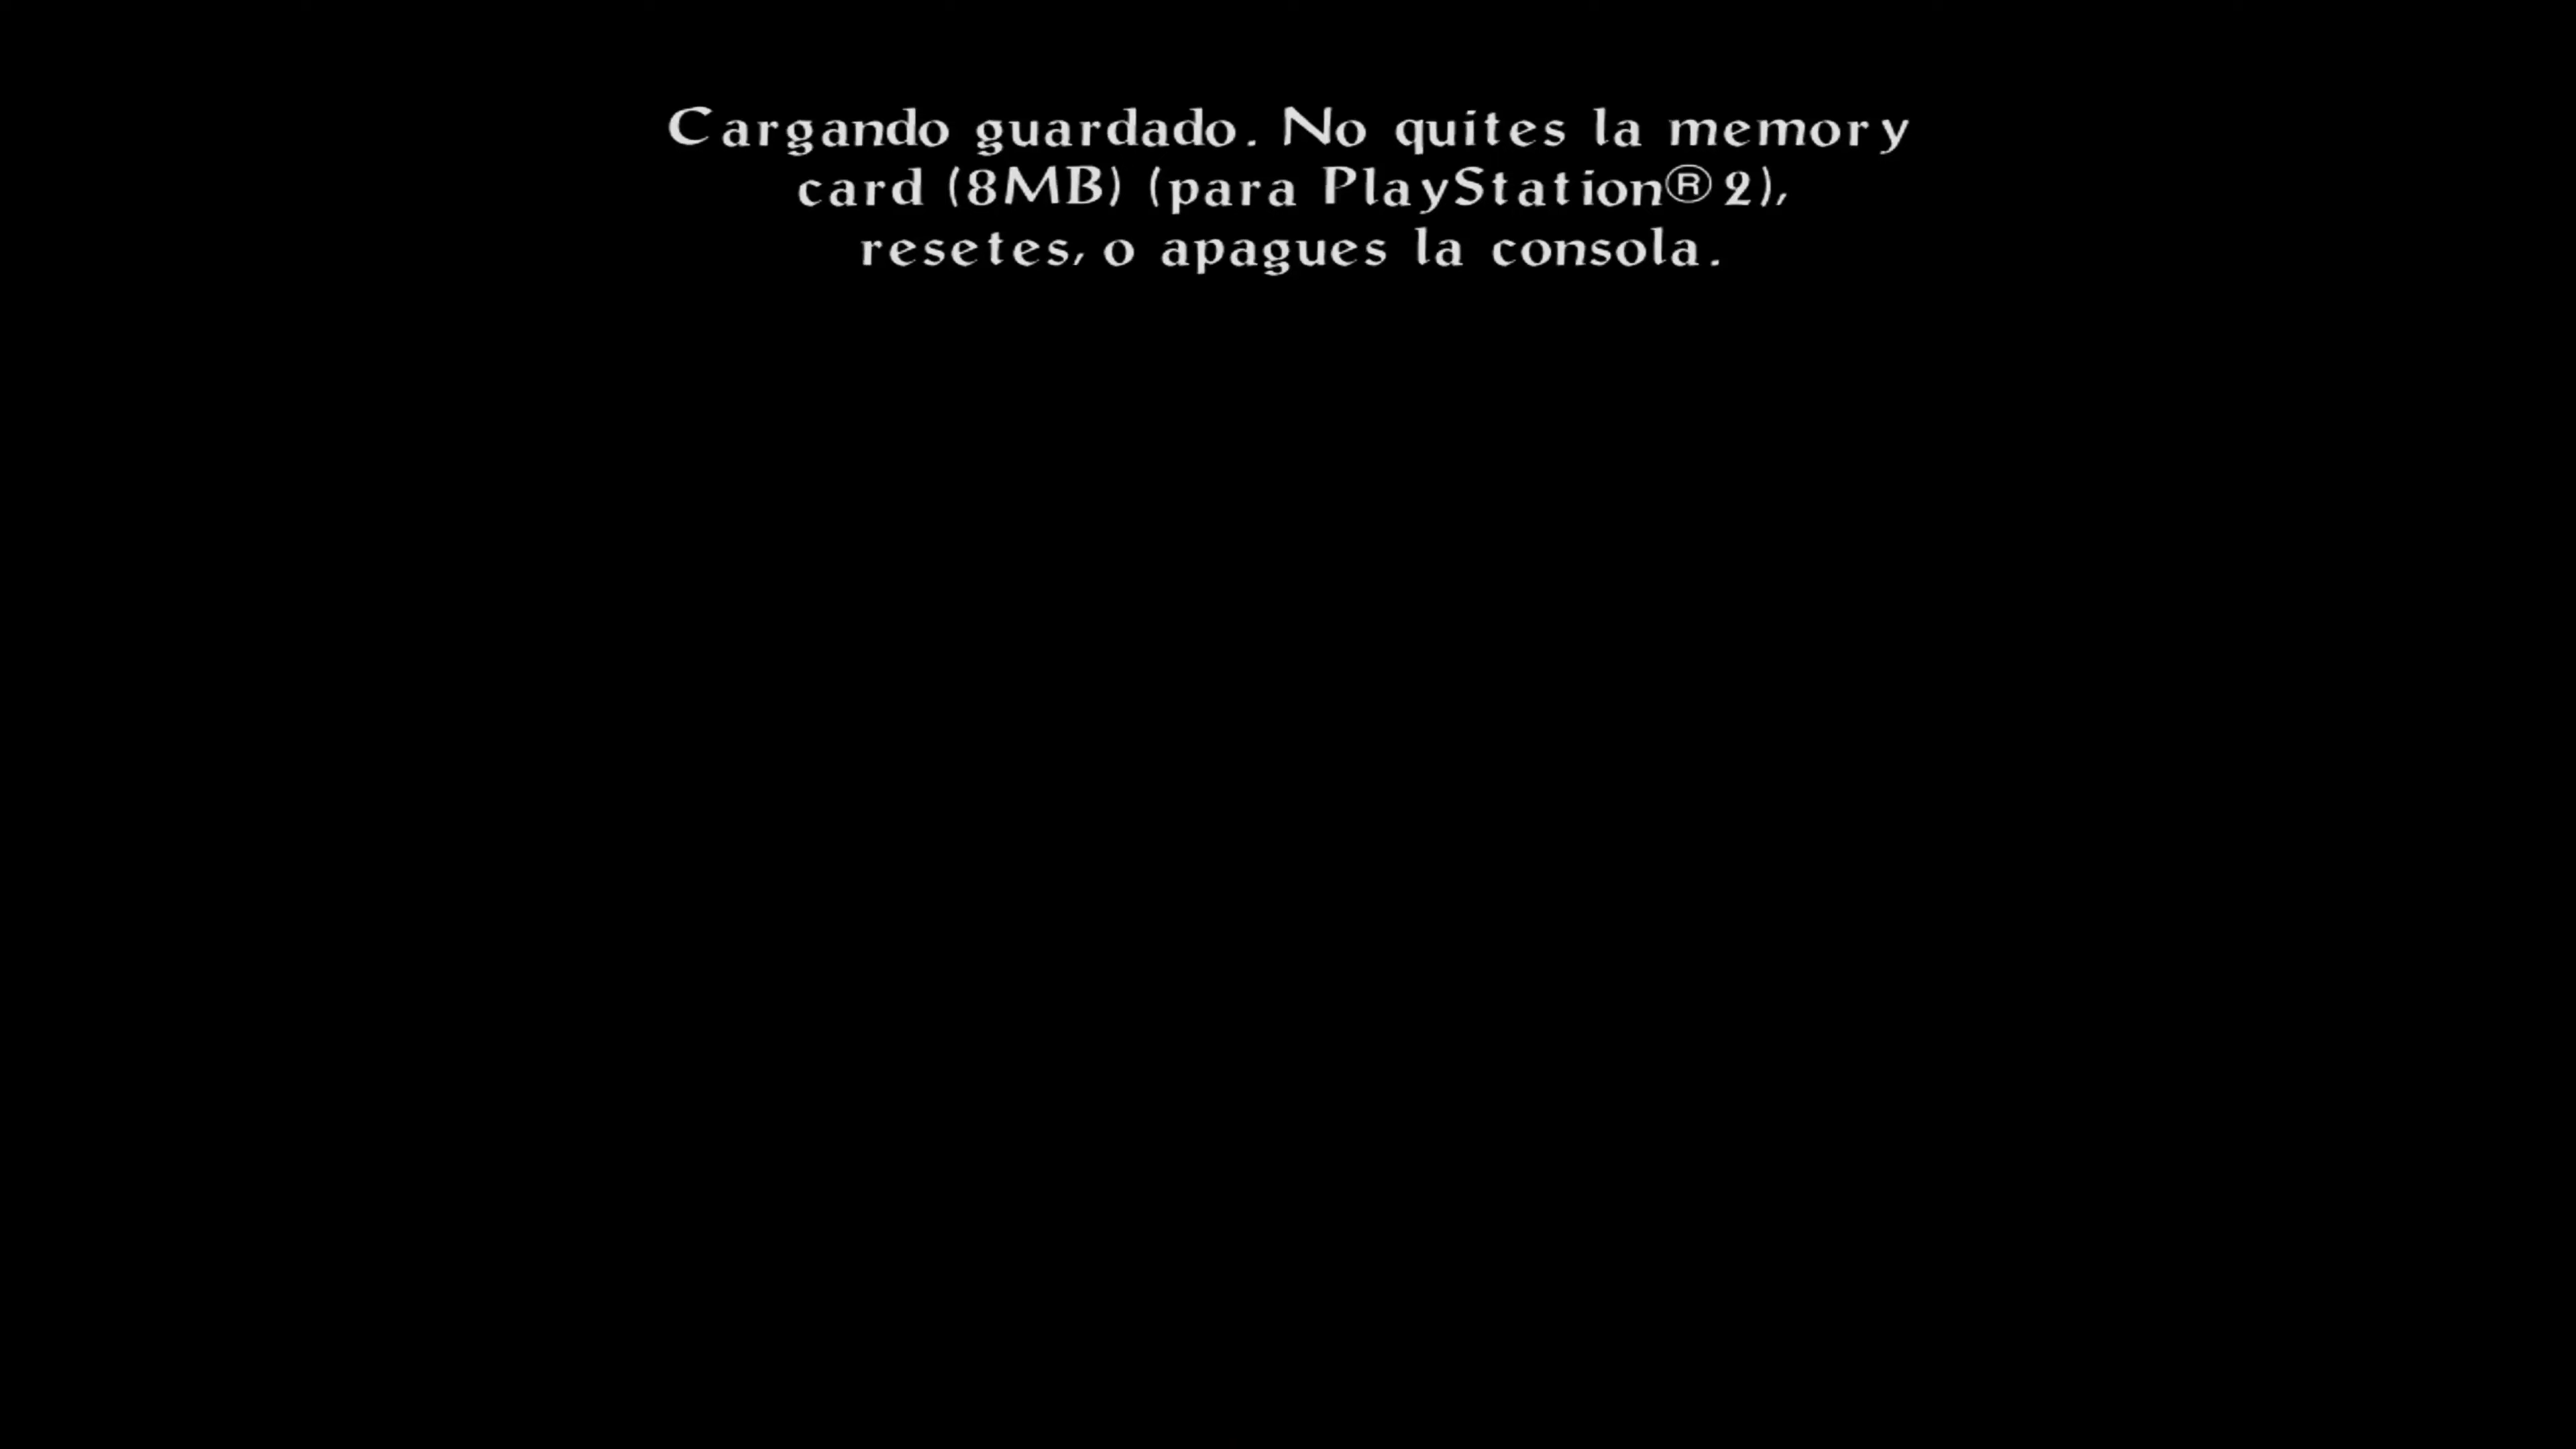 Cargando guardado. No quites la memory
card (8MB) (para PlayStation®2),
resetes, o apagues la consola.